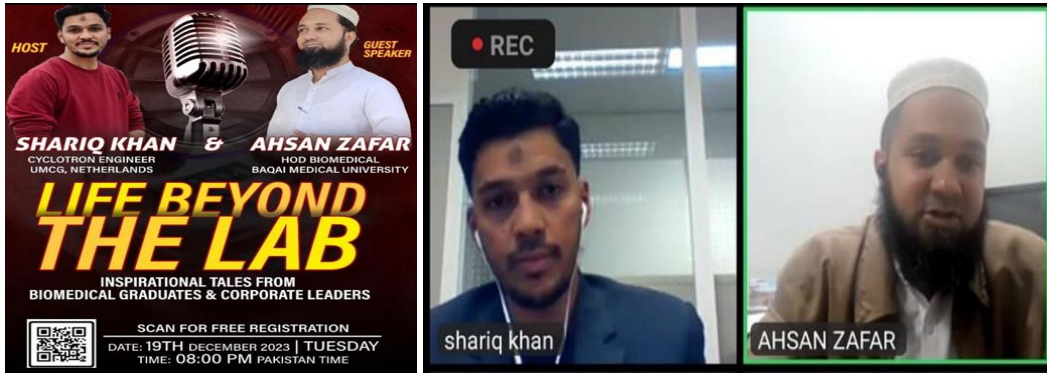 HOST
GUEST
SPEAKER
SHARIQ KHAN & AHSAN ZAFAR
CYCLOTRON ENGINEER
UMCG, NETHERLANDS
HOD BIOMEDICAL
BAQAI MEDICAL UNIVERSITY
LIFE BEYOND
THE LAB
INSPIRATIONAL TALES FROM
BIOMEDICAL GRADUATES & CORPORATE LEADERS
SCAN FOR FREE REGISTRATION
DATE: 19TH DECEMBER 2023 | TUESDAY
TIME: 08:00 PM PAKISTAN TIME
REC
shariq khan
AHSAN ZAFAR